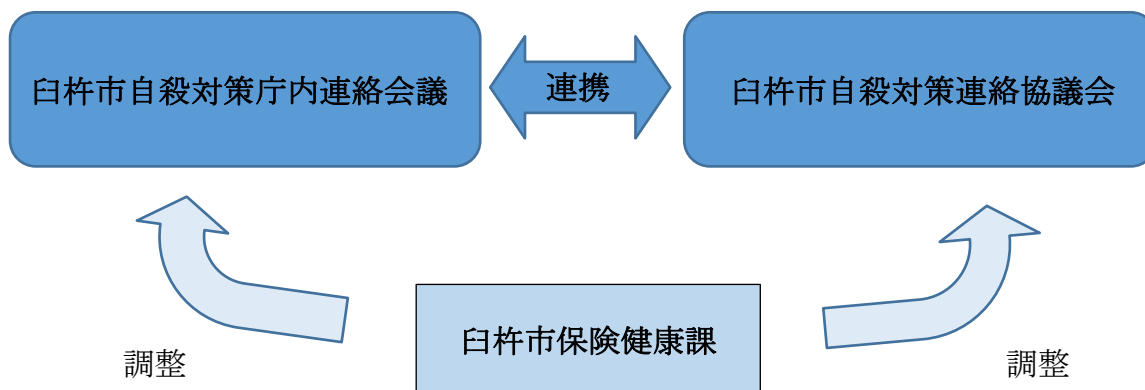 臼杵市自殺対策庁内連絡会議
連携
臼杵市自殺対策連絡協議会
臼杵市保険健康課
調整
調整